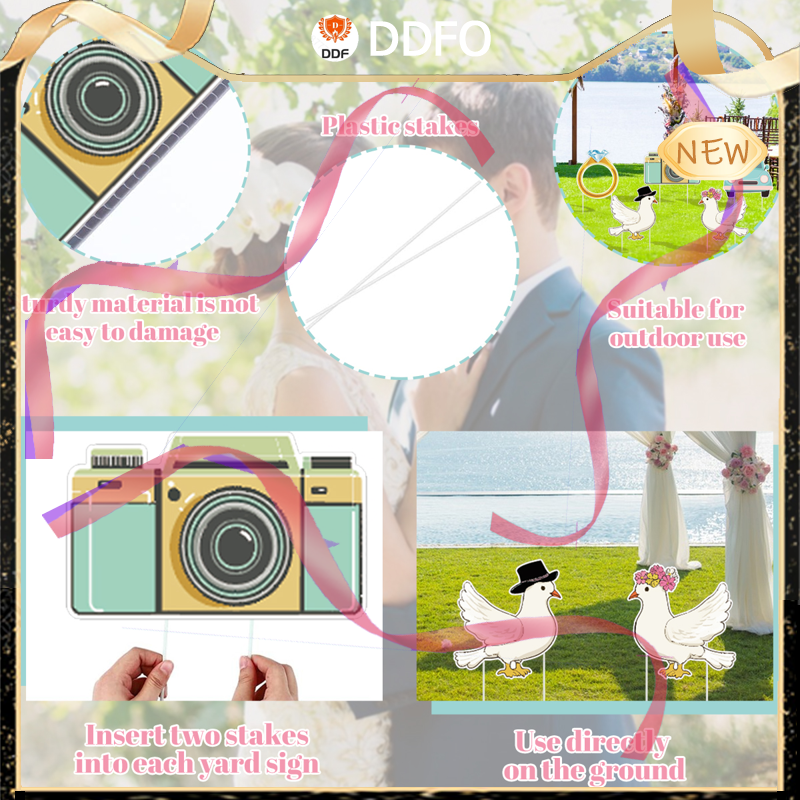 DDF
DDFO
Plastic stakes
NEW
turdy material is not
easy to damage
Suitable for
outdoor use
Insert two stakes
into each yard sign
Use directly
on the ground